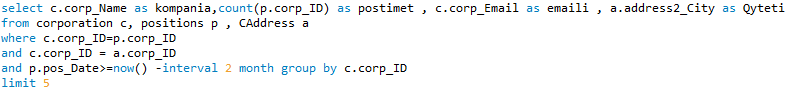 select c.corp_Name as kompania,count(p.corp_ID) as postimet , c.corp_Email as emaili , a.address2_City as Qyteti
from corporation c, positions p , CAddress a
where c.corp_ID=p.corp_ID
and c.corp_ID = a.corp_ID
and p.pos_Date>=now() -interval 2 month group by c.corp_ID
limit 5